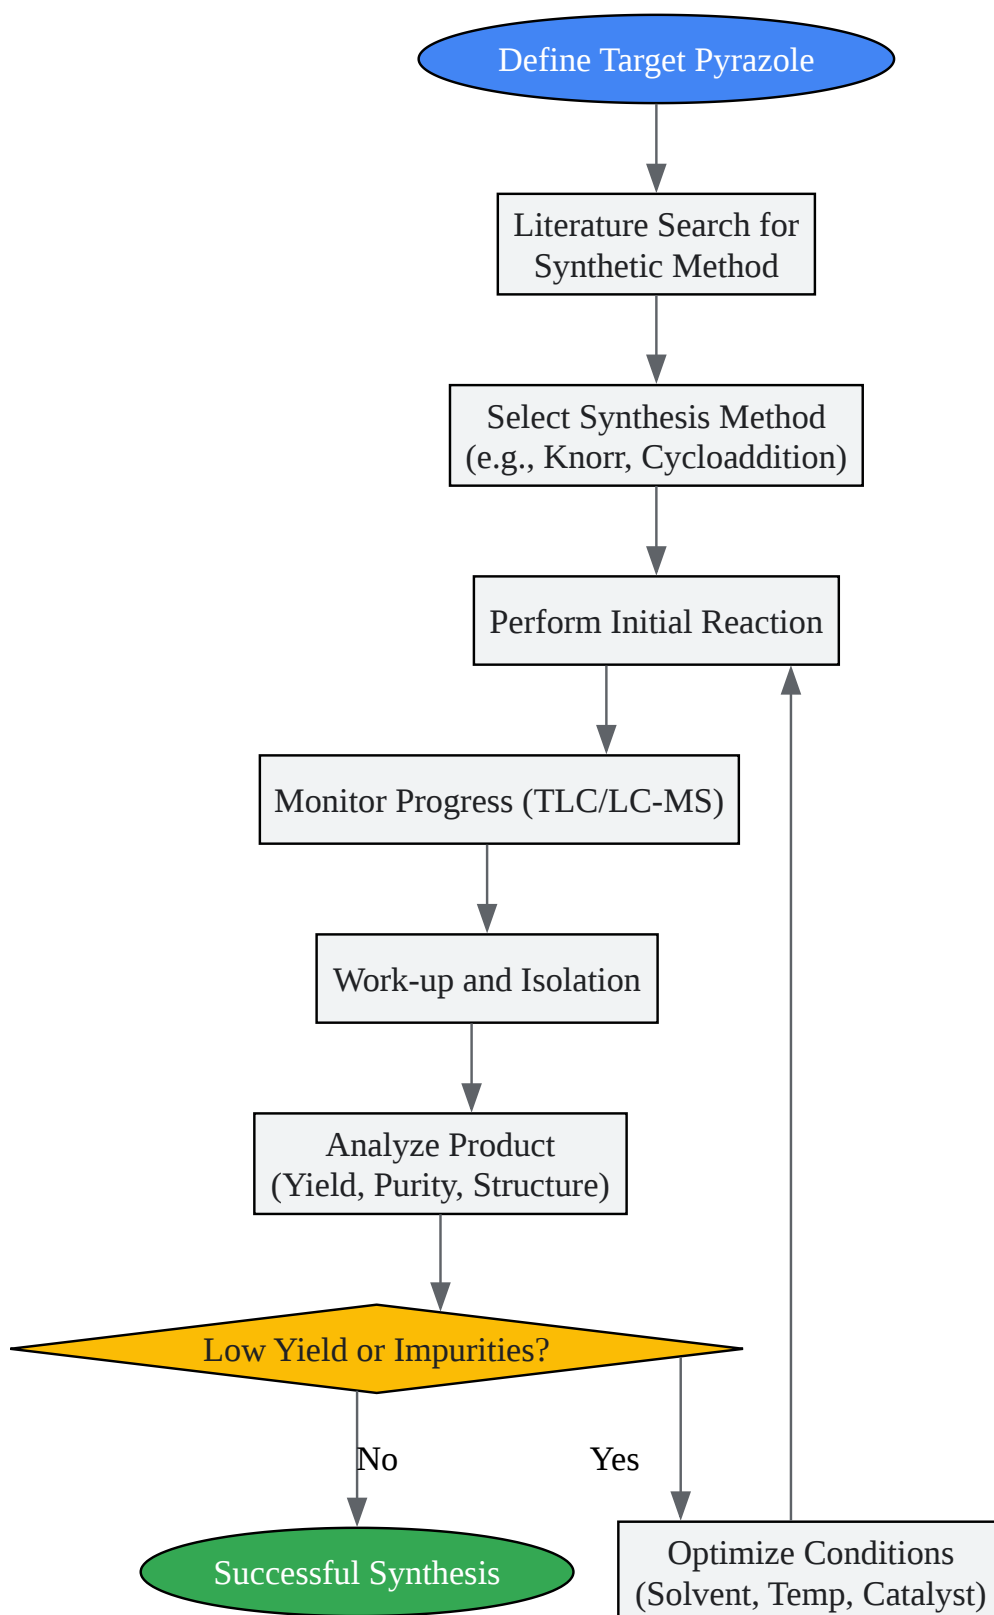 Define Target Pyrazole
Literature Search for
Synthetic Method
Select Synthesis Method
(e.g., Knorr, Cycloaddition)
Perform Initial Reaction
Monitor Progress (TLC/LC-MS)
Work-up and Isolation
Analyze Product
(Yield, Purity, Structure)
Low Yield or Impurities?
No
Yes
Successful Synthesis
Optimize Conditions
(Solvent, Temp, Catalyst)